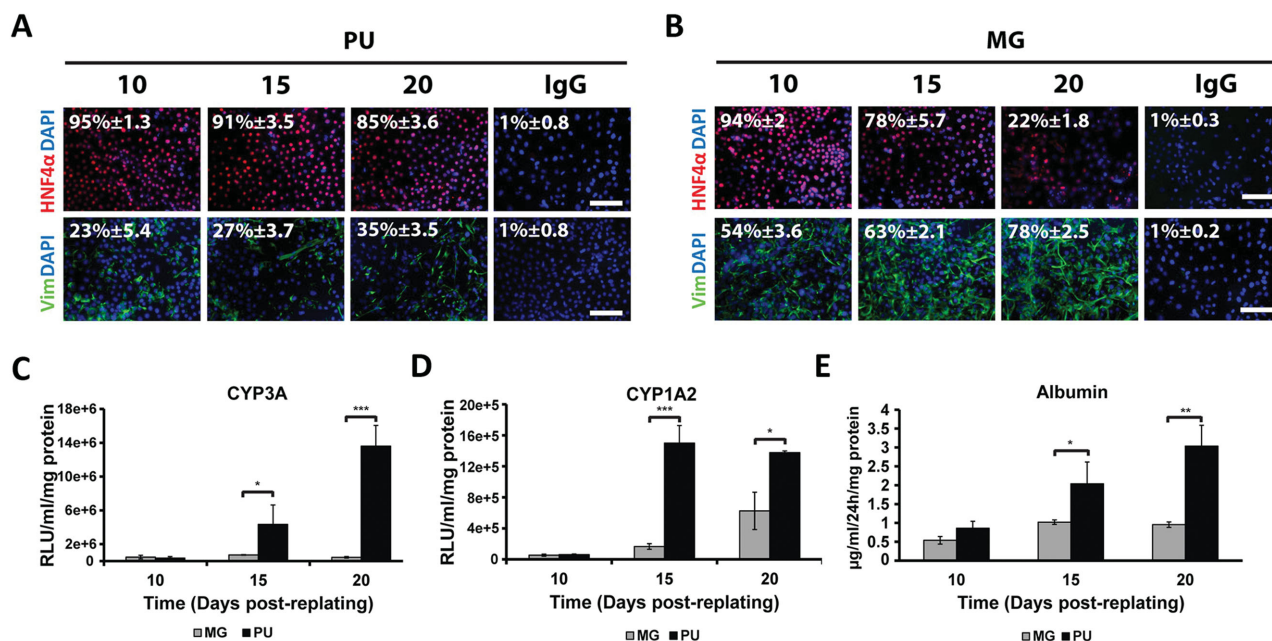 A
PU
10 15 20 IgG
HNF4α DAPI
95%±1.3 91%±3.5 85%±3.6 1%±0.8
Vim DAPI
23%±5.4 27%±3.7 35%±3.5 1%±0.8
B
MG
10 15 20 IgG
HNF4α DAPI
94%±2 78%±5.7 22%±1.8 1%±0.3
Vim DAPI
54%±3.6 63%±2.1 78%±2.5 1%±0.2
C
CYP3A
RLU/ml/mg protein
18e+6
14e+6
10e+6
6e+6
2e+6
0
*
***
10 15 20
Time (Days post-replating)
MG PU
D
CYP1A2
RLU/ml/mg protein
20e+5
16e+5
12e+5
8e+5
4e+5
0
***
*
10 15 20
Time (Days post-replating)
MG PU
E
Albumin
µg/ml/24h/mg protein
4
3.5
3
2.5
2
1.5
1
0.5
0
*
**
10 15 20
Time (Days post-replating)
MG PU